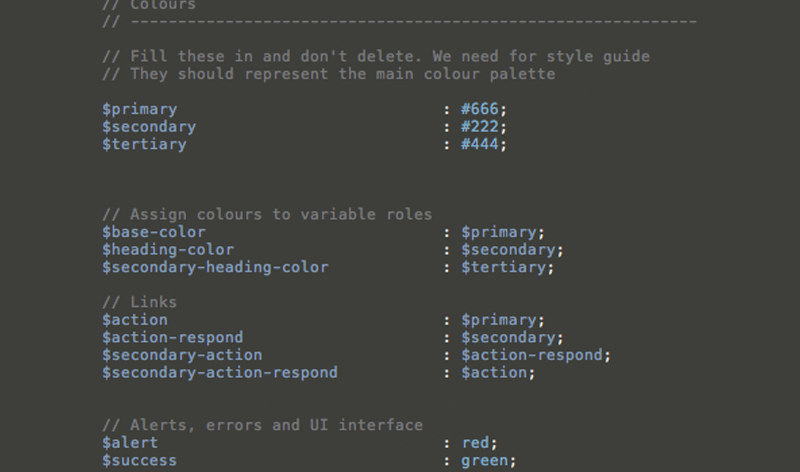 // Colours
// ------------------------------------------------------------
// Fill these in and don't delete. We need for style guide
// They should represent the main colour palette
$primary : #666;
$secondary : #222;
$tertiary : #444;
// Assign colours to variable roles
$base-color : $primary;
$heading-color : $secondary;
$secondary-heading-color : $tertiary;
// Links
$action : $primary;
$action-respond : $secondary;
$secondary-action : $action-respond;
$secondary-action-respond : $action;
// Alerts, errors and UI interface
$alert : red;
$success : green;